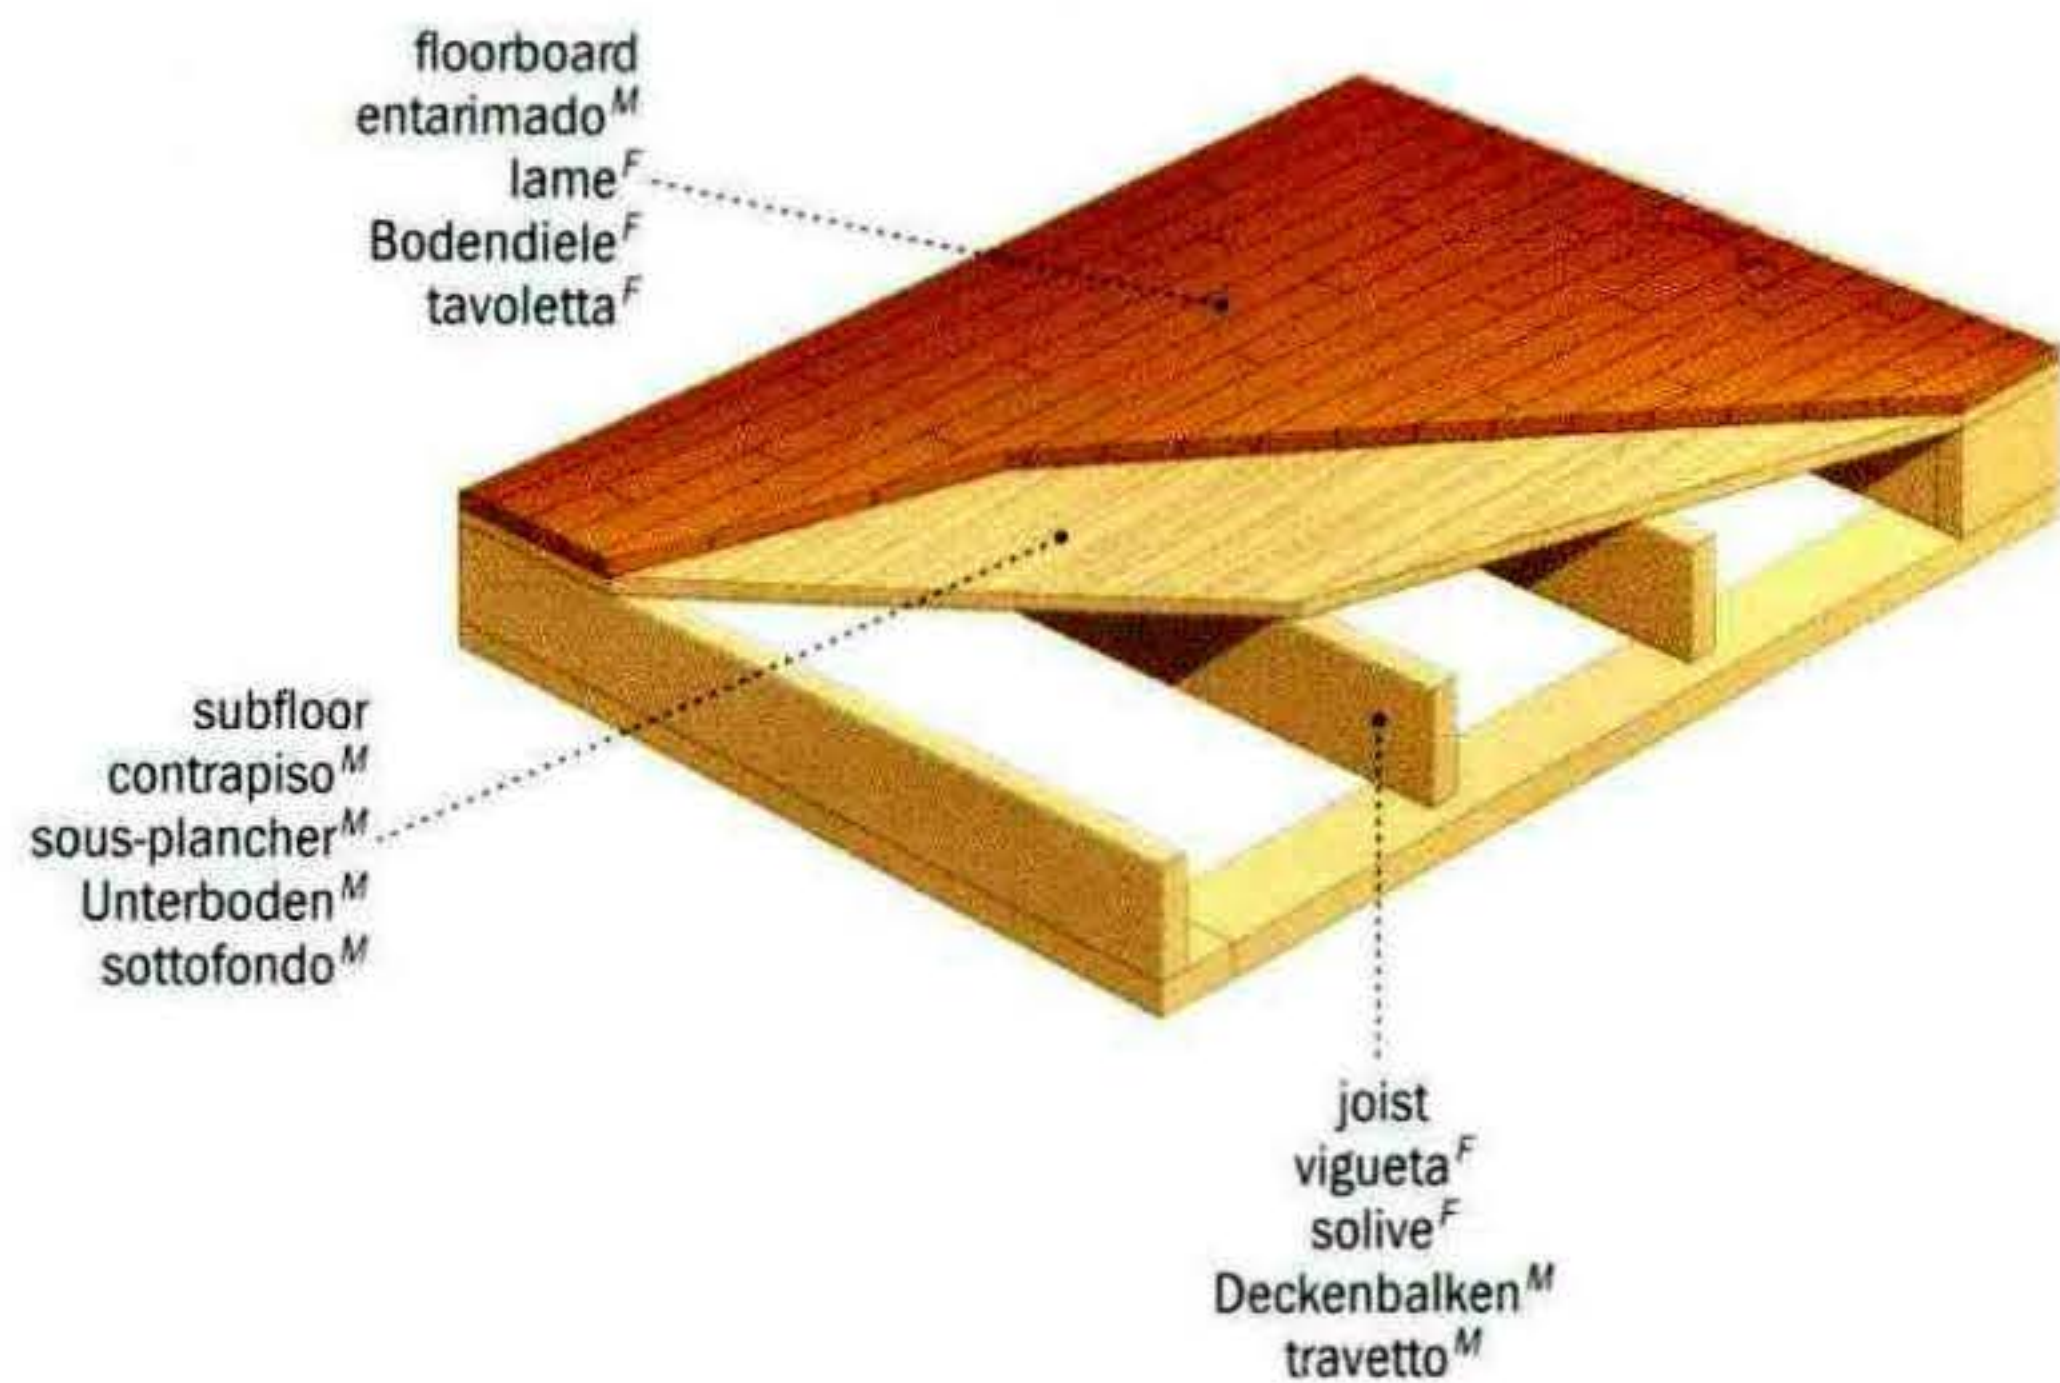 floorboard
entarimado M
lame F
Bodendiele F
tavoletta F
subfloor
contrapiso M
sous-plancher M
Unterboden M
sottofondo M
joist
vigueta F
solive F
Deckenbalken M
travetto M